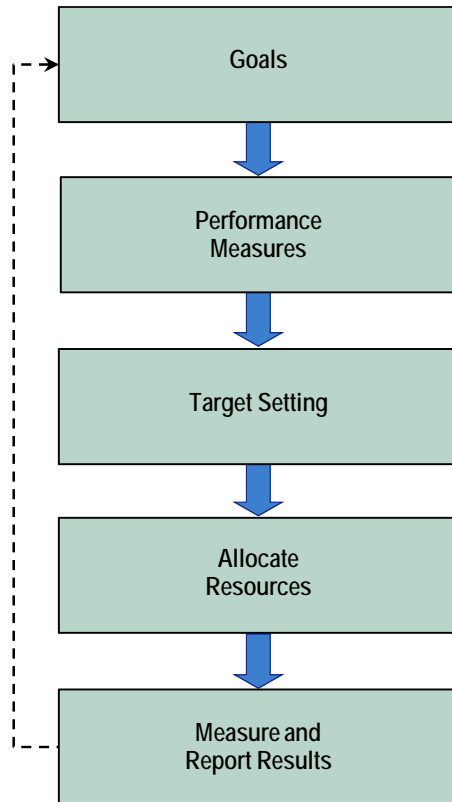 Goals
Performance
Measures
Target Setting
Allocate
Resources
Measure and
Report Results